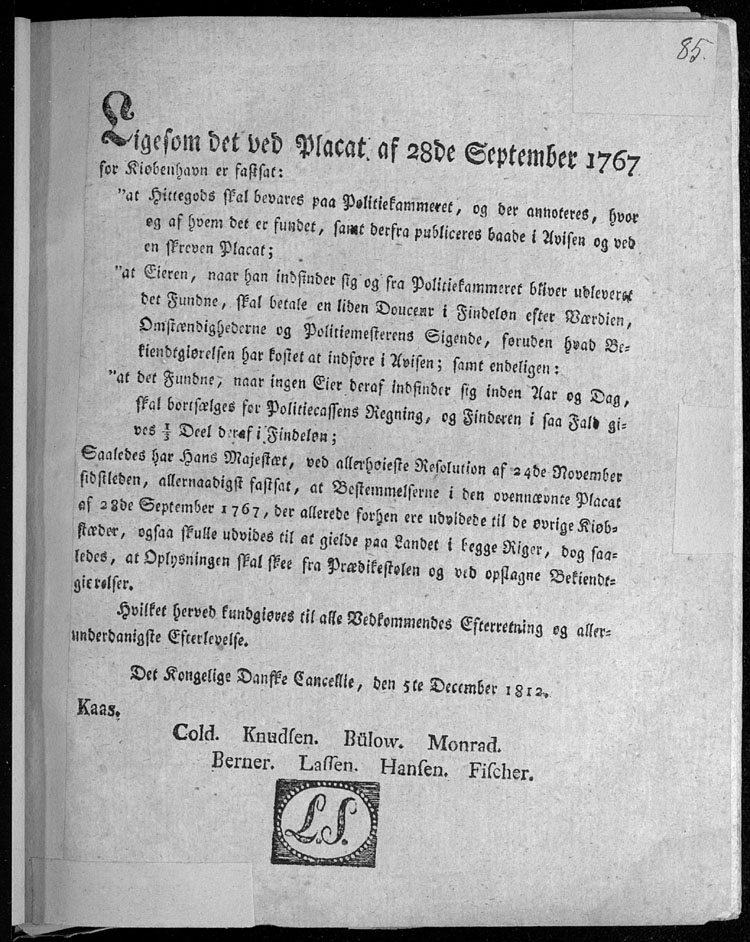 85.
Ligesom det ved Placat af 28de September 1767
for Kiøbenhavn er fastsat:
"at Hittegods skal bevares paa Politiekammeret, og der annoteres, hvor
og af hvem det er fundet, samt derfra publiceres baade i Avisen og ved
en skreven Placat;
"at Eieren, naar han indfinder sig og fra Politiekammeret bliver udleveret
det Fundne, skal betale en liden Douceur i Findeløn efter Værdien,
Omstændighederne og Politiemesterens Sigende, foruden hvad Be-
kiendtgiørelsen har kostet at indføre i Avisen; samt endeligen:
"at det Fundne, naar ingen Eier deraf indfinder sig inden Aar og Dag,
skal bortsælges for Politiecassens Regning, og Finderen i saa Fald gi-
ves ⅓ Deel deraf i Findeløn;
Saaledes har Hans Majestæt, ved allerhøieste Resolution af 24de November
sidstleden, allernaadigst fastsat, at Bestemmelserne i den ovennævnte Placat
af 28de September 1767, der allerede forhen ere udvidede til de øvrige Kiøb-
stæder, ogsaa skulle udvides til at gielde paa Landet i begge Riger, dog saa-
ledes, at Oplysningen skal skee fra Prædikestolen og ved opslagne Bekiendt-
giørelser.
Hvilket herved kundgiøres til alle Vedkommendes Efterretning og aller-
underdanigste Efterlevelse.
Det Kongelige Danske Cancellie, den 5te December 1812.
Kaas.
Cold. Knudsen. Bülow. Monrad.
Berner. Lassen. Hansen. Fischer.
L.S.